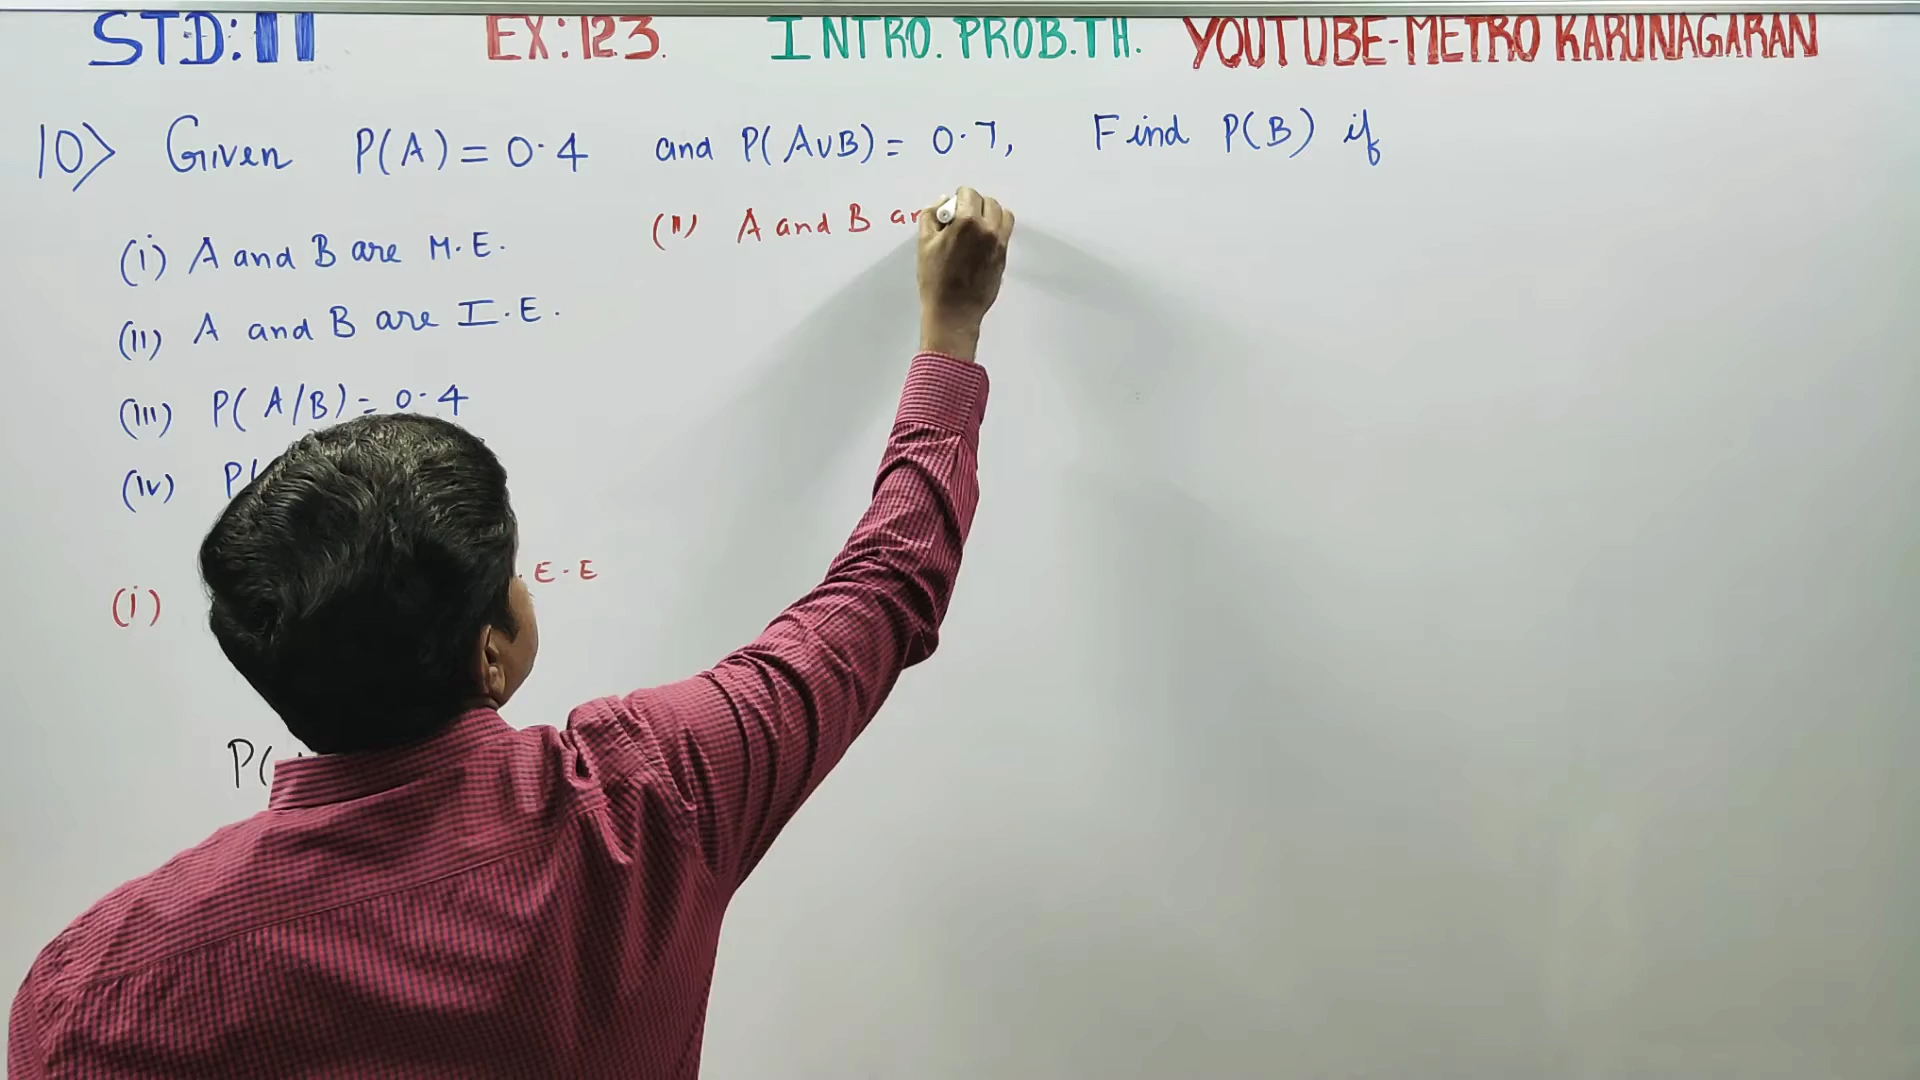 STD:11 EX:12.3. INTRO. PROB.TH. YOUTUBE-METRO KARUNAGARAN
10> Given P(A) = 0.4 and P(A∪B) = 0.7, Find P(B) if
(i) A and B are M.E.
(ii) A and B are I.E.
(iii) P(A/B) = 0.4
(iv) P(
(i) E.E
P(
(ii) A and B ar